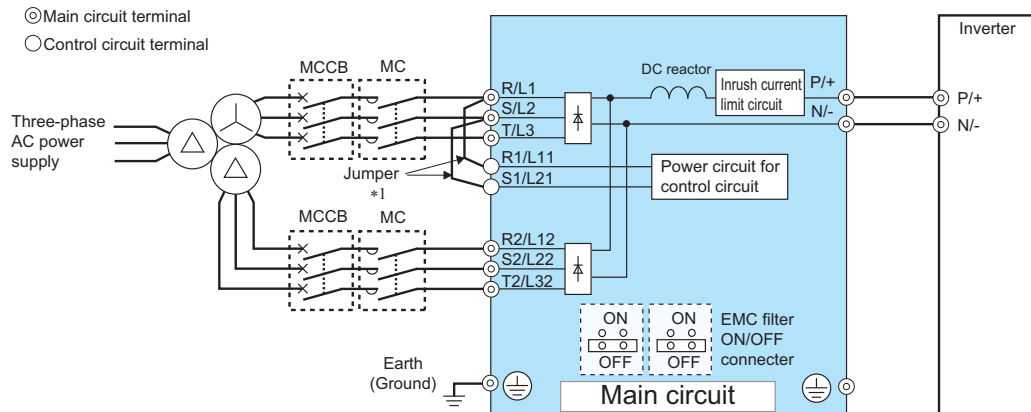 Main circuit terminal
Control circuit terminal
Inverter
MCCB
MC
R/L1
S/L2
T/L3
R1/L11
S1/L21
DC reactor
Inrush current
limit circuit
P/+
N/-
P/+
N/-
Three-phase
AC power
supply
Jumper
*1
Power circuit for
control circuit
MCCB
MC
R2/L12
S2/L22
T2/L32
ON
OFF
ON
OFF
EMC filter
ON/OFF
connecter
Earth
(Ground)
Main circuit